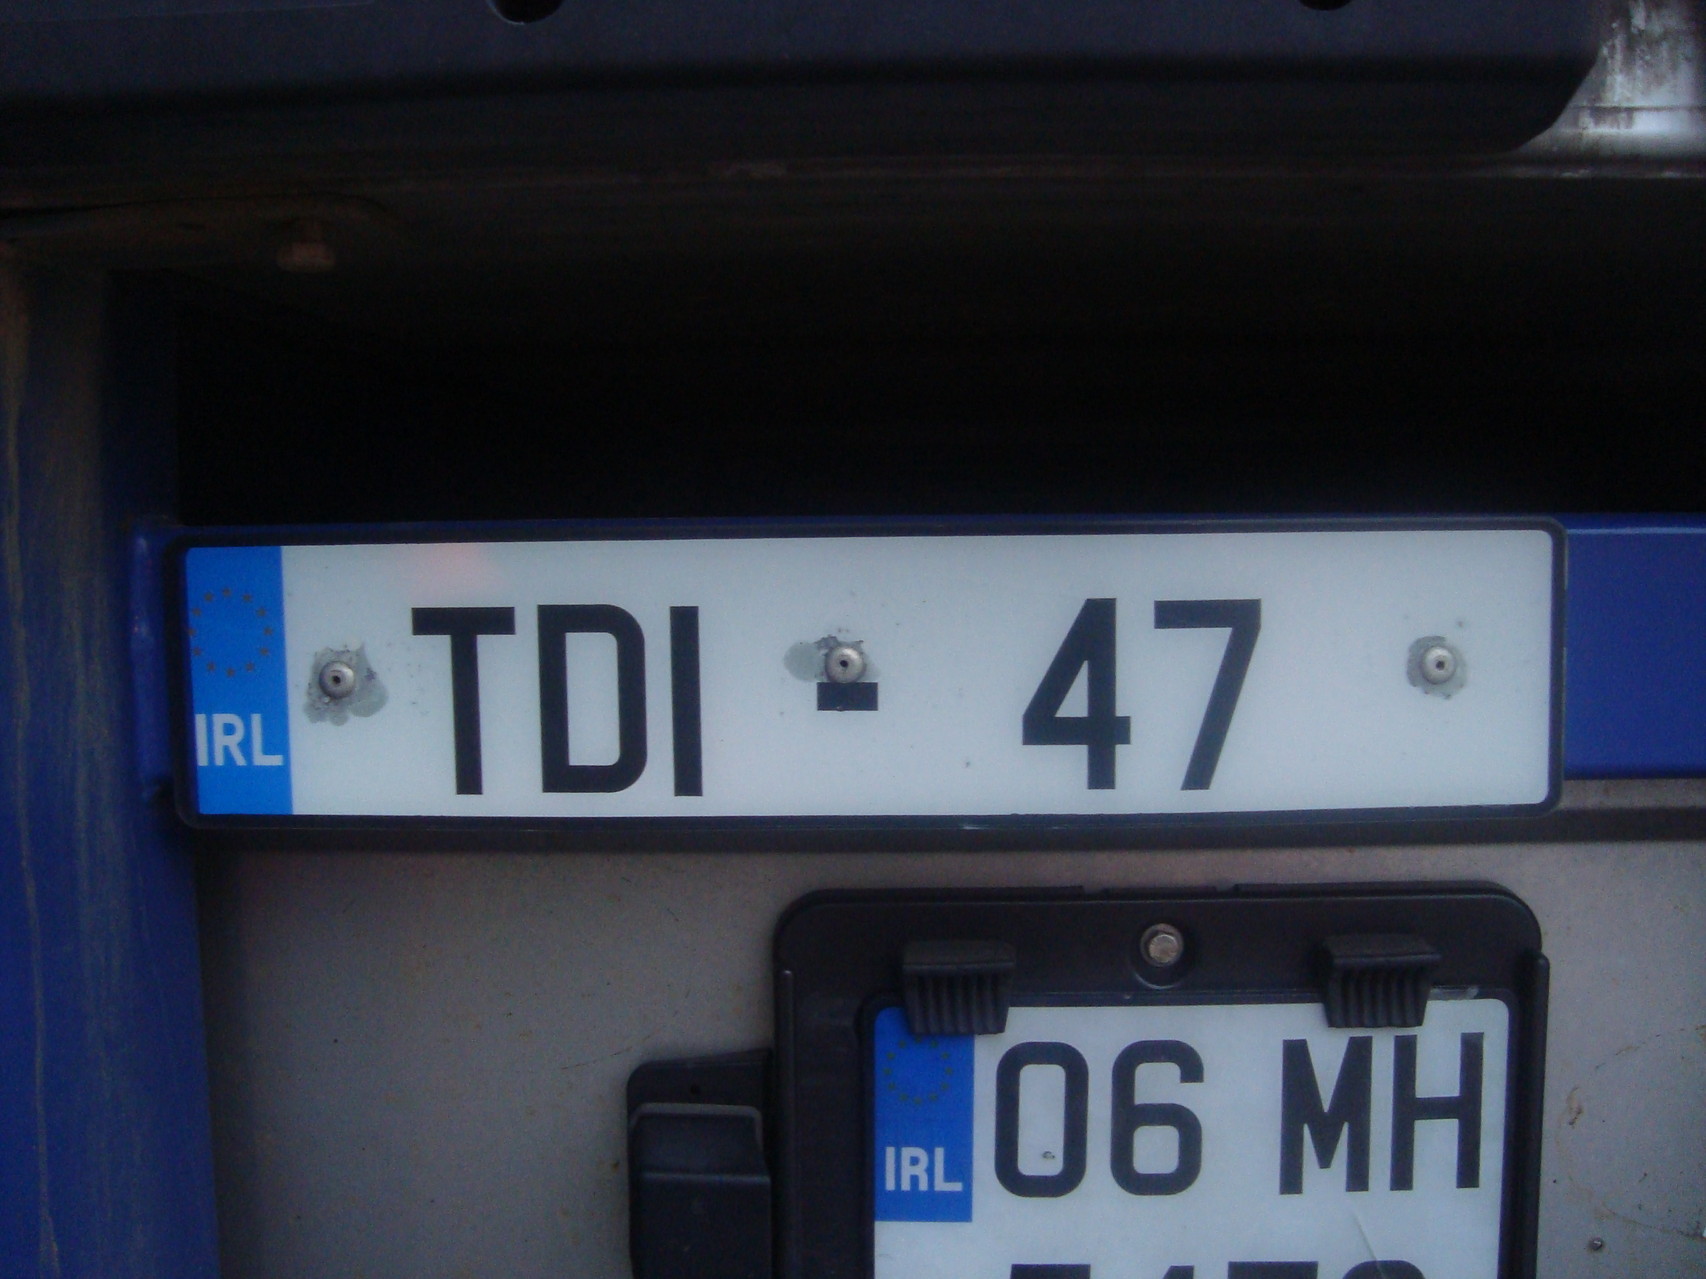 IRL TDI - 47
IRL 06 MH